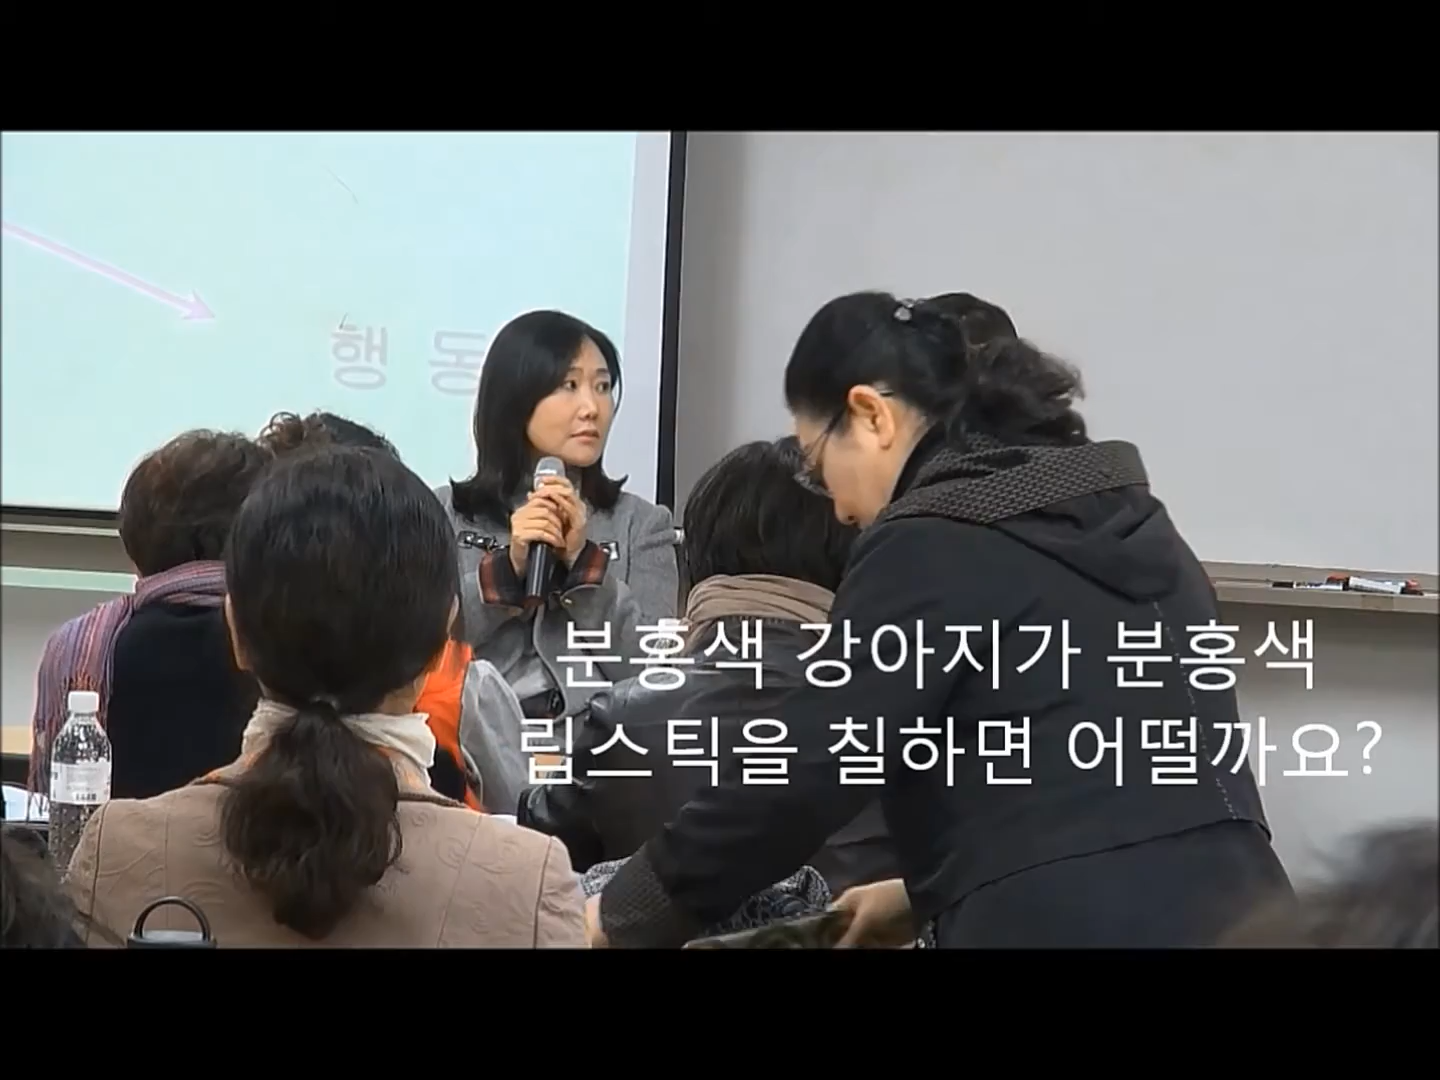 행 동
분홍색 강아지가 분홍색
립스틱을 칠하면 어떨까요?